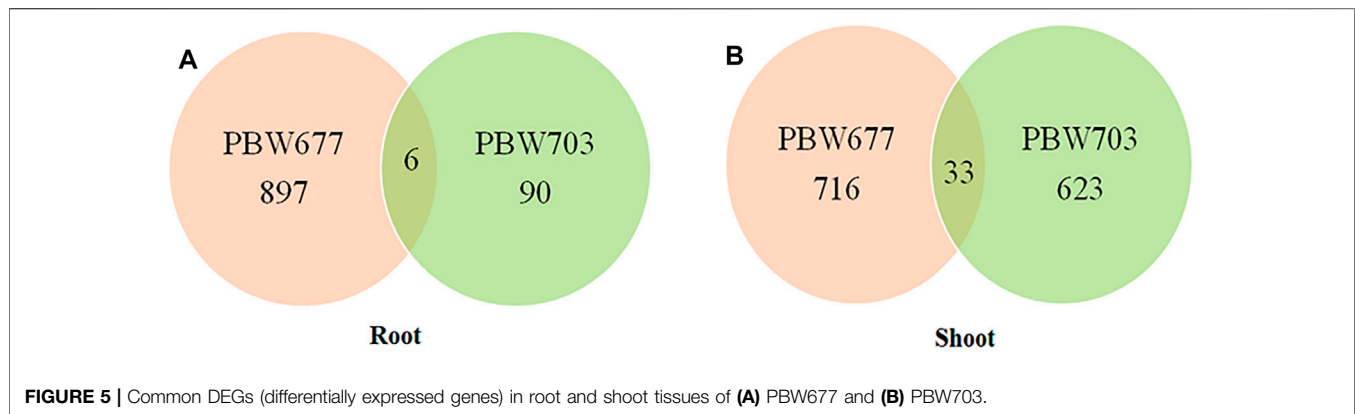 A
PBW677
897
6
PBW703
90
Root
B
PBW677
716
33
PBW703
623
Shoot
FIGURE 5 | Common DEGs (differentially expressed genes) in root and shoot tissues of (A) PBW677 and (B) PBW703.